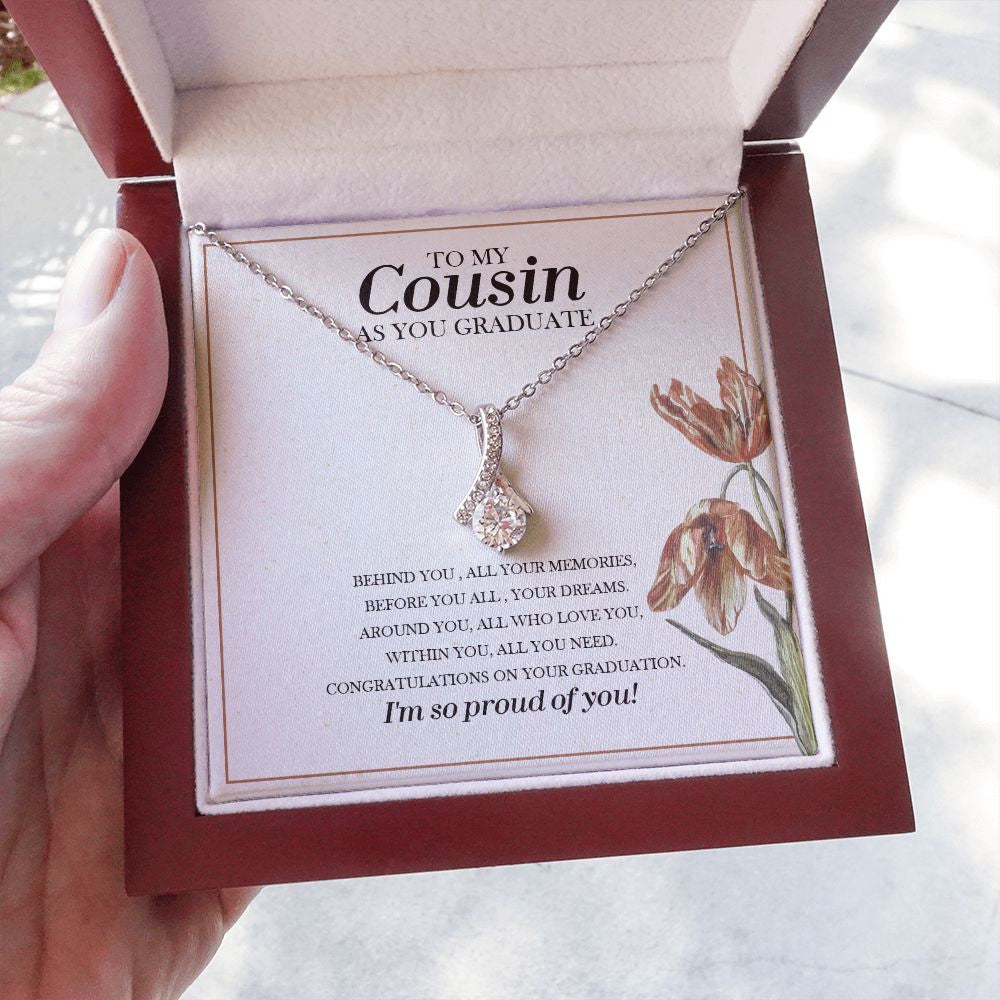 TO MY
Cousin
AS YOU GRADUATE
BEHIND YOU , ALL YOUR MEMORIES,
BEFORE YOU ALL , YOUR DREAMS.
AROUND YOU, ALL WHO LOVE YOU,
WITHIN YOU, ALL YOU NEED.
CONGRATULATIONS ON YOUR GRADUATION.
I'm so proud of you!